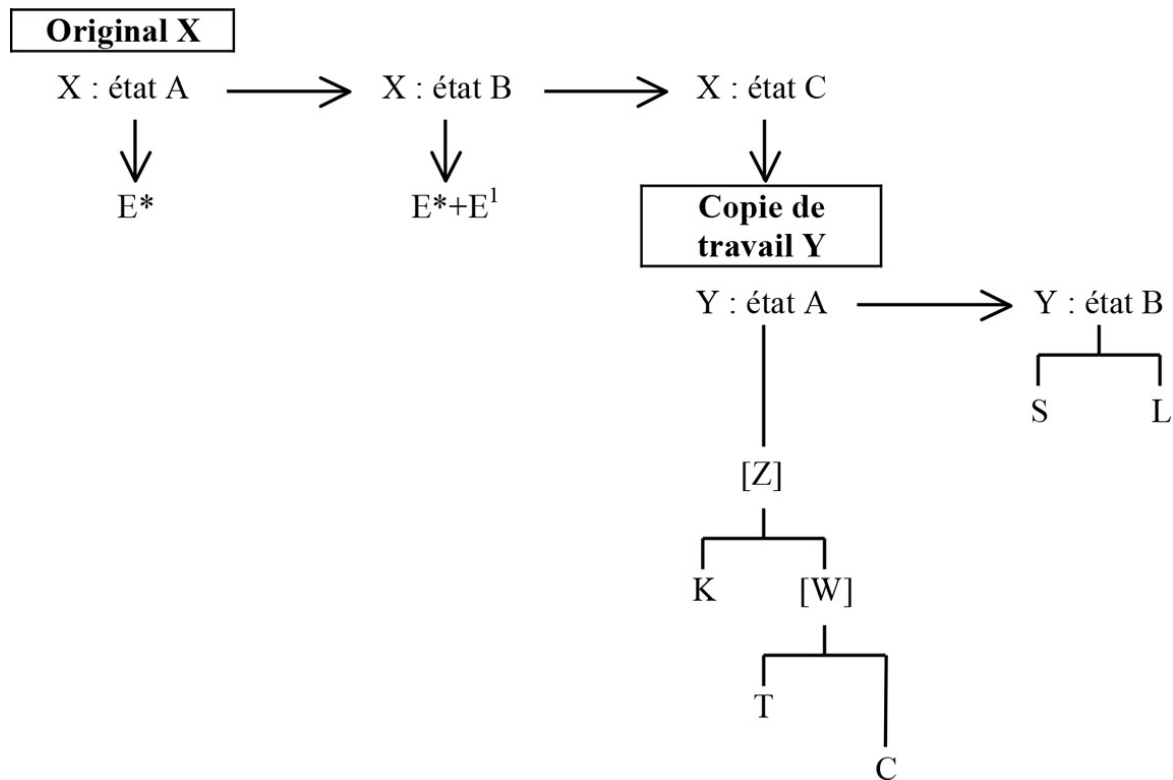 Original X
X : état A
X : état B
X : état C
E*
E*+E¹
Copie de
travail Y
Y : état A
Y : état B
S
L
[Z]
K
[W]
T
C